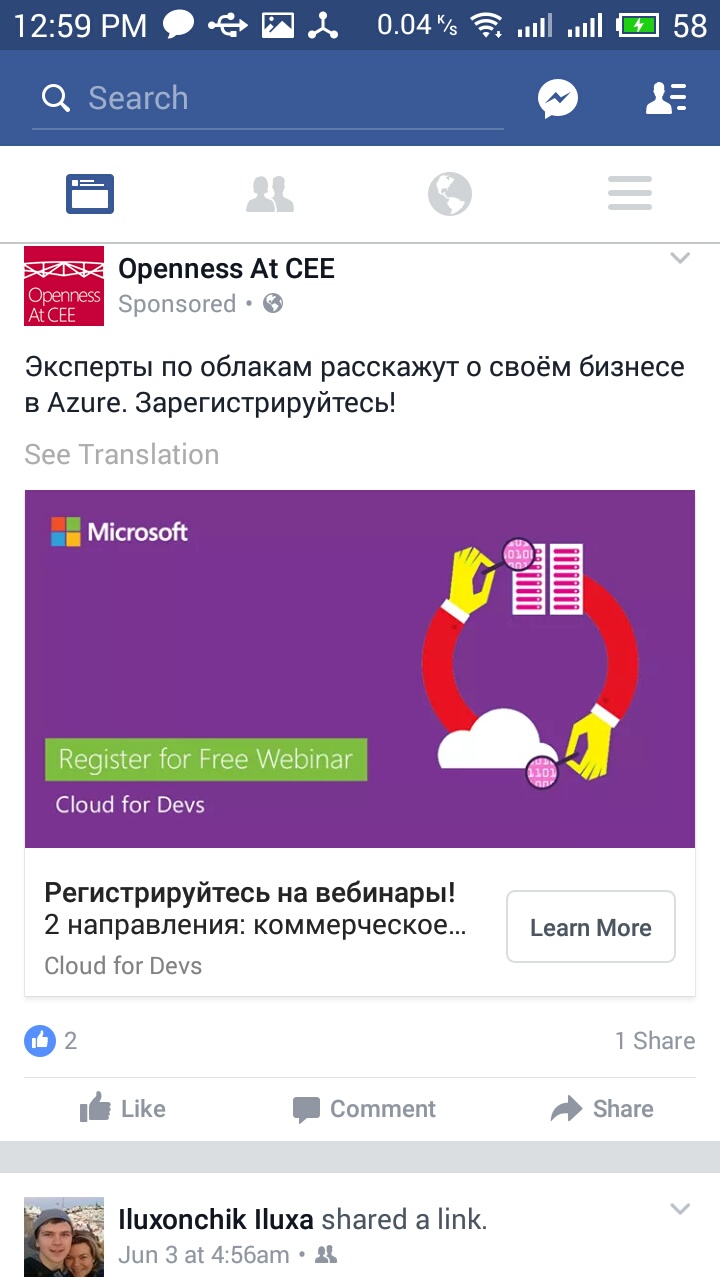 12:59 PM 0.04 K/s 58
Search
Openness At CEE
Openness
At CEE
Sponsored •
Эксперты по облакам расскажут о своём бизнесе
в Azure. Зарегистрируйтесь!
See Translation
Microsoft
Register for Free Webinar
Cloud for Devs
Регистрируйтесь на вебинары!
2 направления: коммерческое...
Cloud for Devs
Learn More
2
1 Share
Like
Comment
Share
Iluxonchik Iluxa shared a link.
Jun 3 at 4:56am •